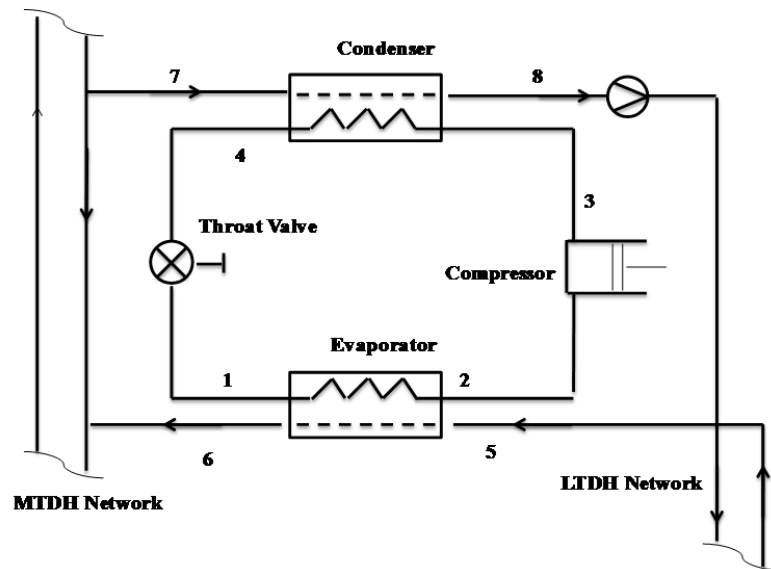 Condenser
7
8
4
3
Throat Valve
Compressor
Evaporator
1
2
6
5
MTDH Network
LTDH Network